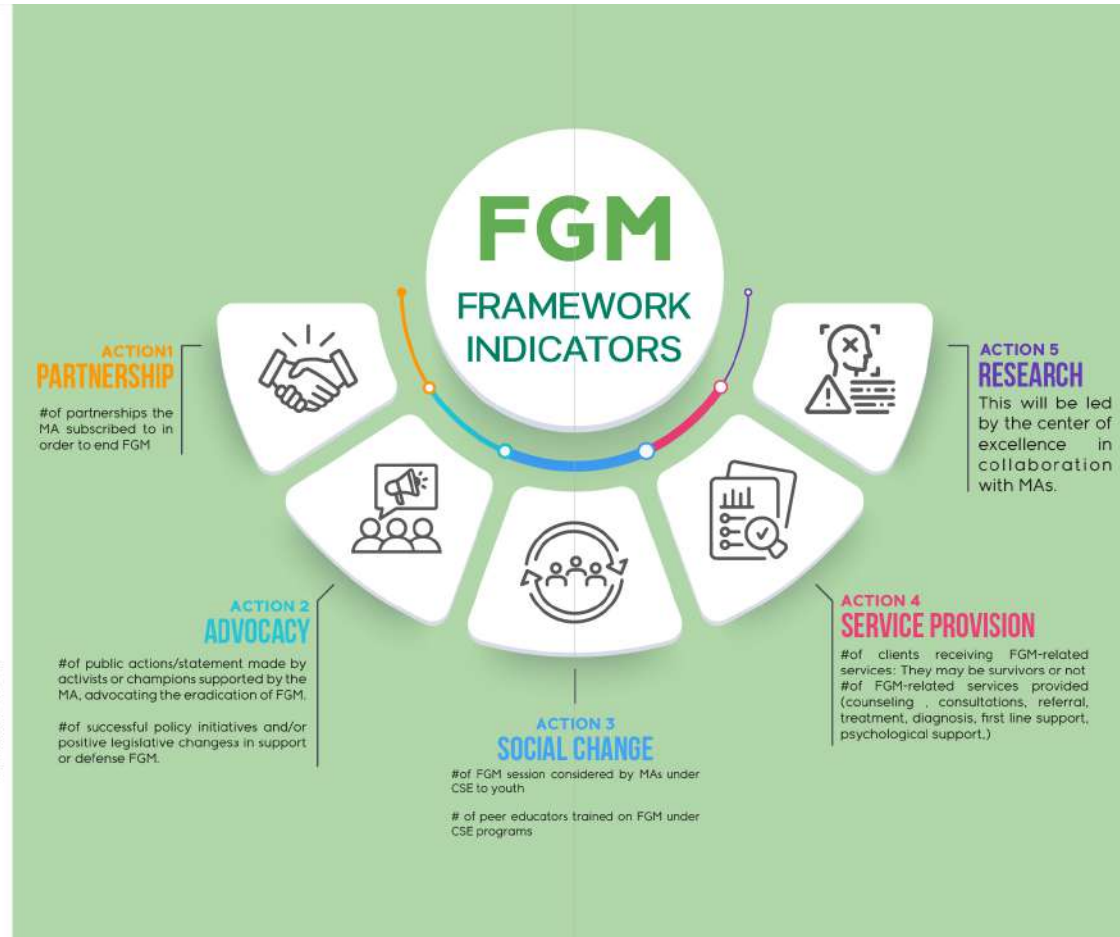 FGM
FRAMEWORK
INDICATORS
ACTION1
PARTNERSHIP
#of partnerships the
MA subscribed to in
order to end FGM
ACTION 2
ADVOCACY
#of public actions/statement made by
activists or champions supported by the
MA, advocating the eradication of FGM.
#of successful policy initiatives and/or
positive legislative changesa in support
or defense FGM.
ACTION 3
SOCIAL CHANGE
#of FGM session considered by MAs under
CSE to youth
# of peer educators trained on FGM under
CSE programs
ACTION 4
SERVICE PROVISION
#of clients receiving FGM-related
services: They may be survivors or not
#of FGM-related services provided
(counseling , consultations, referral,
treatment, diagnosis, first line support,
psychological support,)
ACTION 5
RESEARCH
This will be led
by the center of
excellence in
collaboration
with MAs.